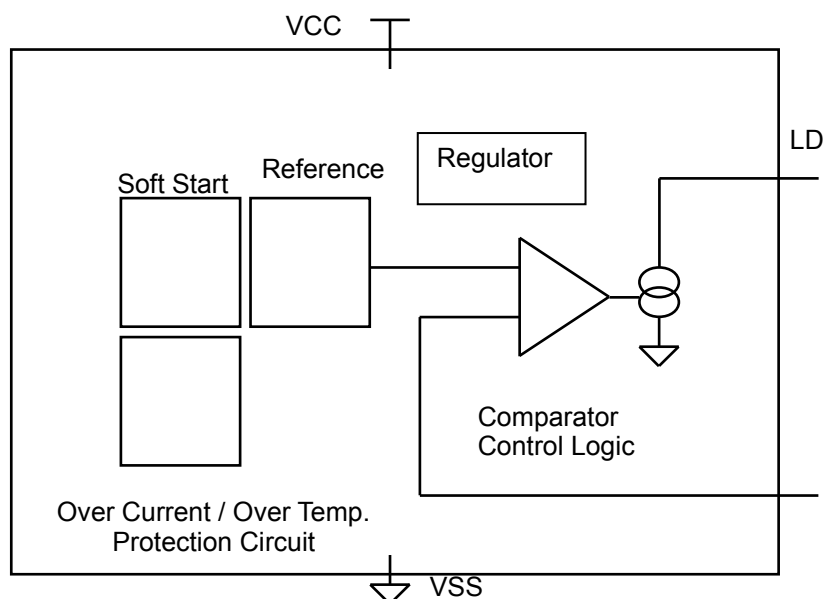 VCC
LD
Regulator
Reference
Soft Start
Comparator
Control Logic
Over Current / Over Temp.
Protection Circuit
VSS